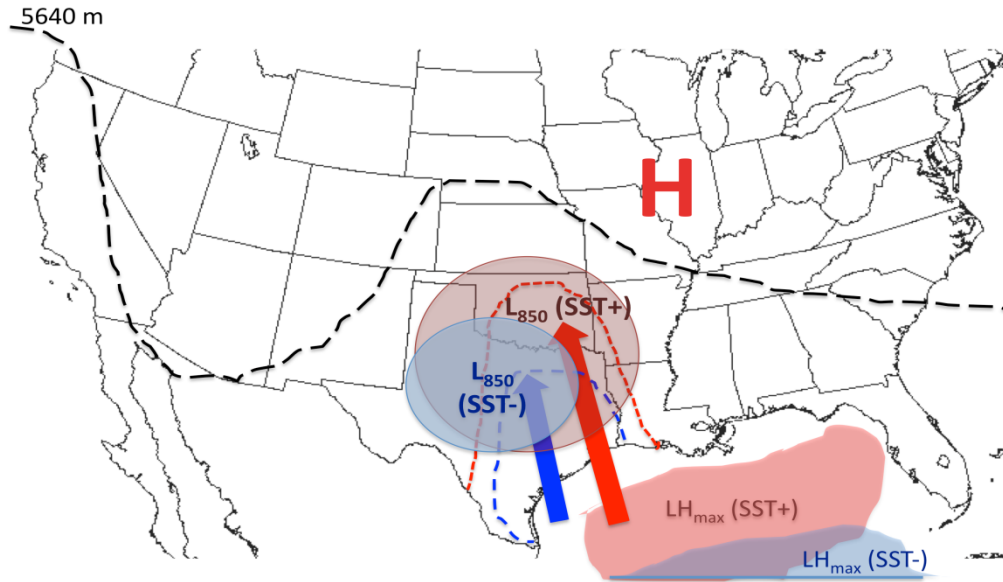 5640 m
H
L850 (SST+)
L850
(SST-)
LHmax (SST+)
LHmax (SST-)